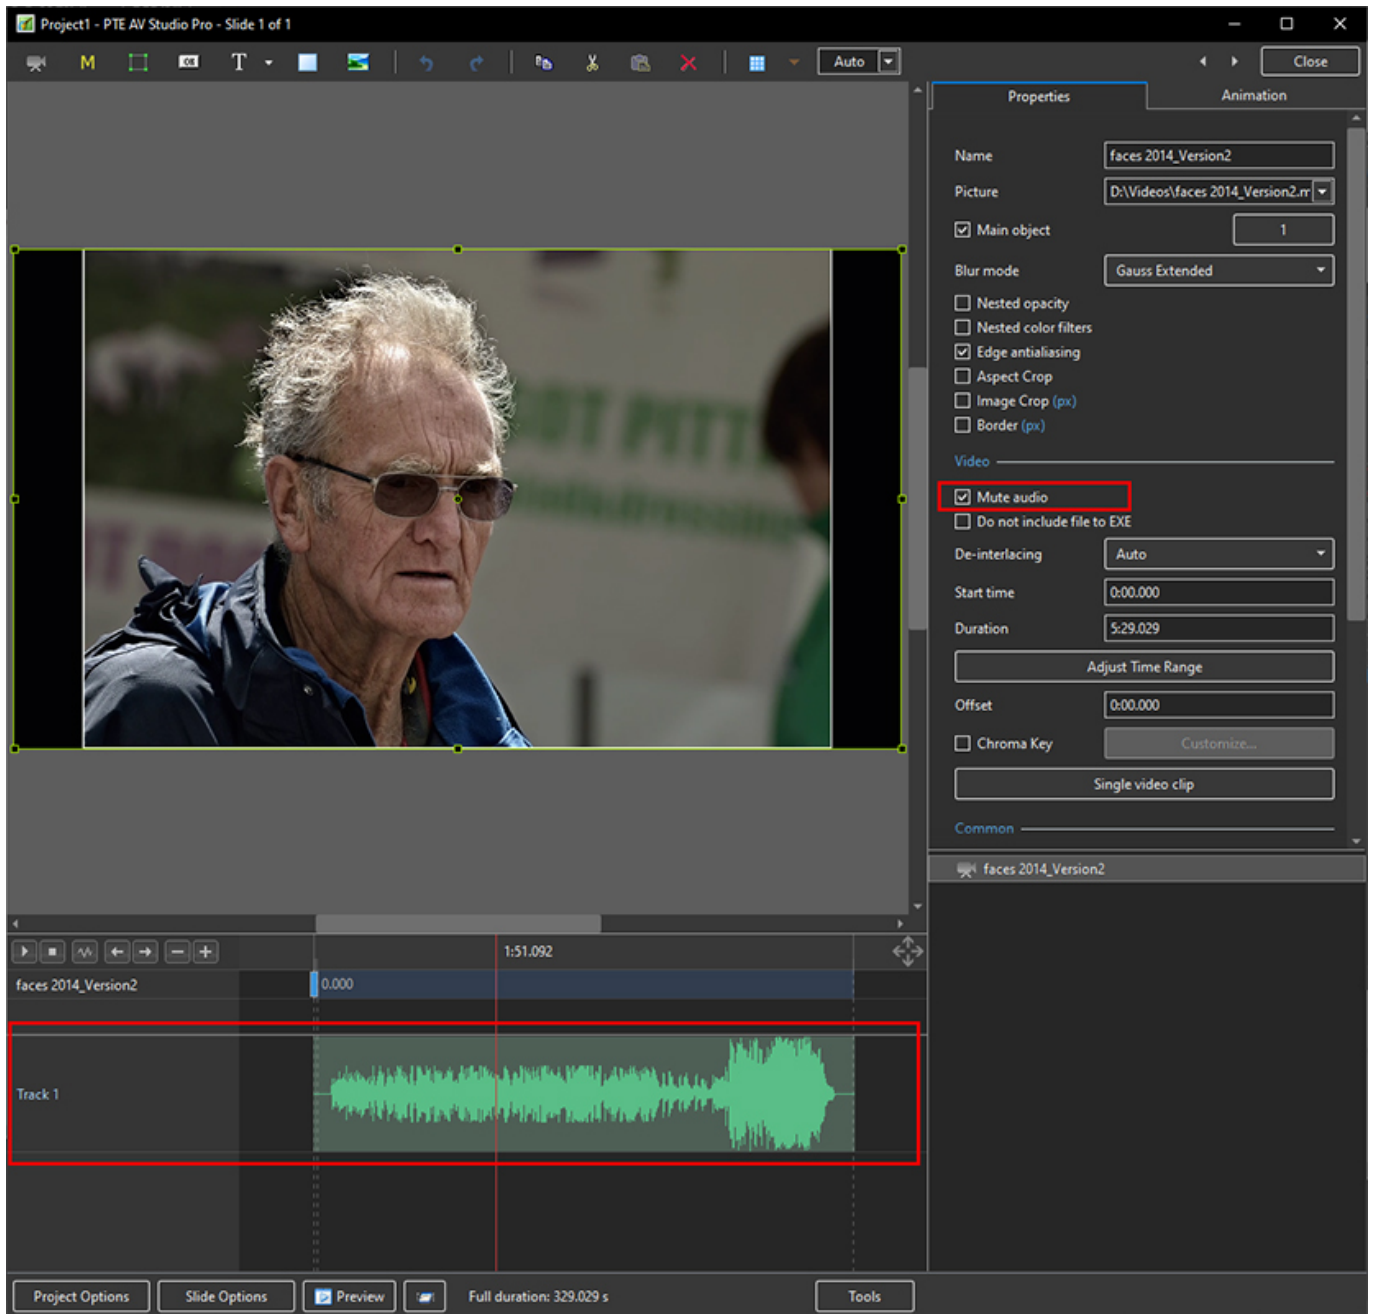 Project1 - PTE AV Studio Pro - Slide 1 of 1
M OK T Auto Close
Properties Animation
Name faces 2014_Version2
Picture D:\Videos\faces 2014_Version2.m
Main object 1
Blur mode Gauss Extended
Nested opacity
Nested color filters
Edge antialiasing
Aspect Crop
Image Crop (px)
Border (px)
Video
Mute audio
Do not include file to EXE
De-interlacing Auto
Start time 0:00.000
Duration 5:29.029
Adjust Time Range
Offset 0:00.000
Chroma Key Customize...
Single video clip
Common
faces 2014_Version2
1:51.092
faces 2014_Version2 0.000
Track 1
Project Options Slide Options Preview Full duration: 329.029 s Tools